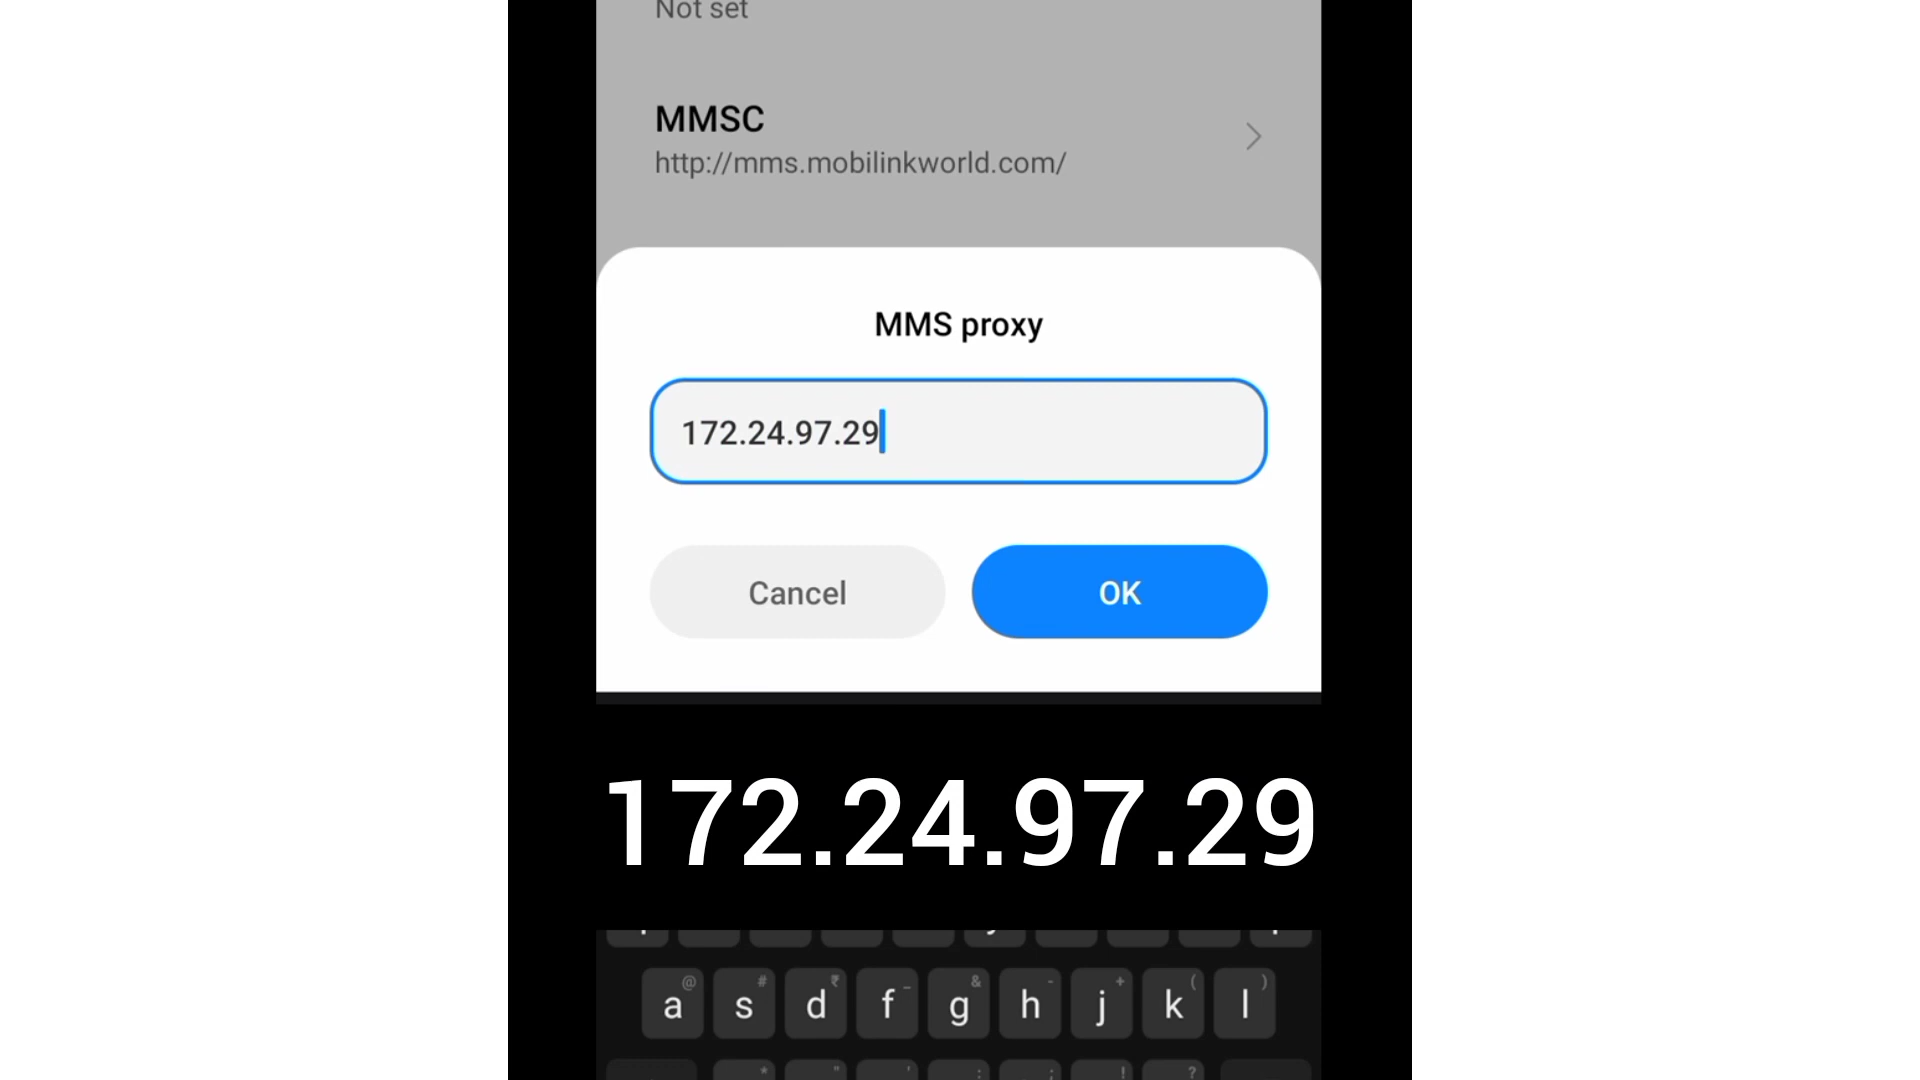 Not set
MMSC
http://mms.mobilinkworld.com/
MMS proxy
172.24.97.29
Cancel OK
172.24.97.29
@ # ₹ _ & - + ( )
a s d f g h j k l
* " ' : ; ! ?